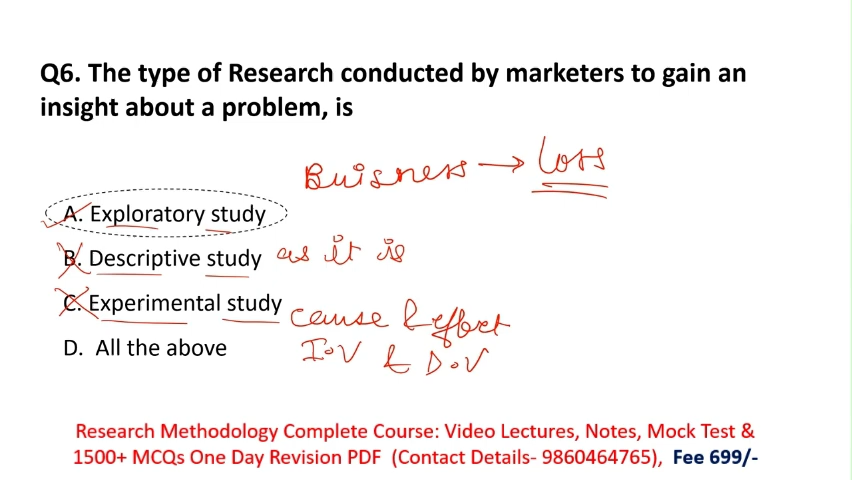 Q6. The type of Research conducted by marketers to gain an
insight about a problem, is
Buisness → Loss
A. Exploratory study
B. Descriptive study as it is
C. Experimental study cause & effect
D. All the above I.V & D.V
Research Methodology Complete Course: Video Lectures, Notes, Mock Test &
1500+ MCQs One Day Revision PDF (Contact Details- 9860464765), Fee 699/-